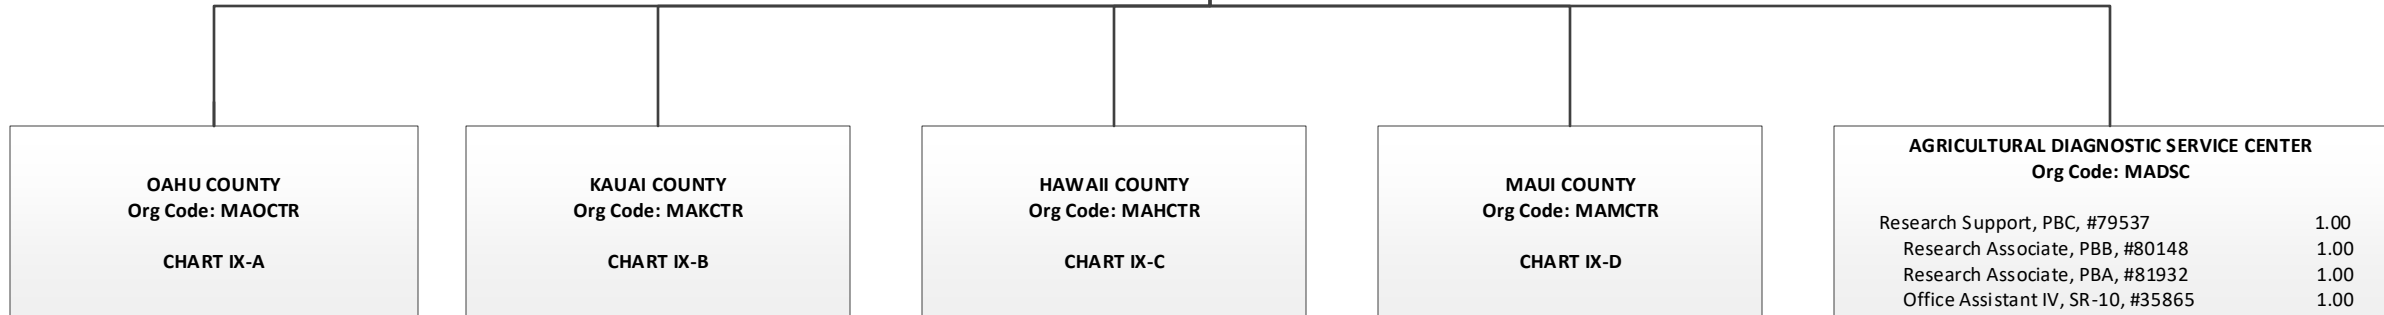 OAHU COUNTY
Org Code: MAOCTR
CHART IX-A
KAUAI COUNTY
Org Code: MAKCTR
CHART IX-B
HAWAII COUNTY
Org Code: MAHCTR
CHART IX-C
MAUI COUNTY
Org Code: MAMCTR
CHART IX-D
AGRICULTURAL DIAGNOSTIC SERVICE CENTER
Org Code: MADSC
Research Support, PBC, #79537 1.00
Research Associate, PBB, #80148 1.00
Research Associate, PBA, #81932 1.00
Office Assistant IV, SR-10, #35865 1.00